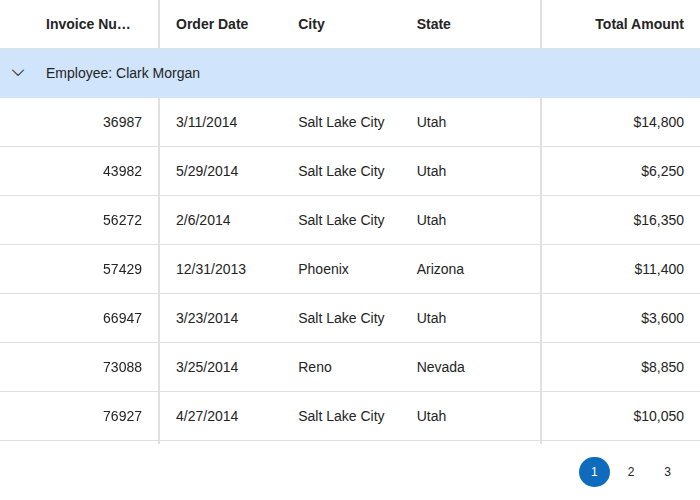 Invoice Nu… Order Date City State Total Amount
Employee: Clark Morgan
36987 3/11/2014 Salt Lake City Utah $14,800
43982 5/29/2014 Salt Lake City Utah $6,250
56272 2/6/2014 Salt Lake City Utah $16,350
57429 12/31/2013 Phoenix Arizona $11,400
66947 3/23/2014 Salt Lake City Utah $3,600
73088 3/25/2014 Reno Nevada $8,850
76927 4/27/2014 Salt Lake City Utah $10,050
1 2 3